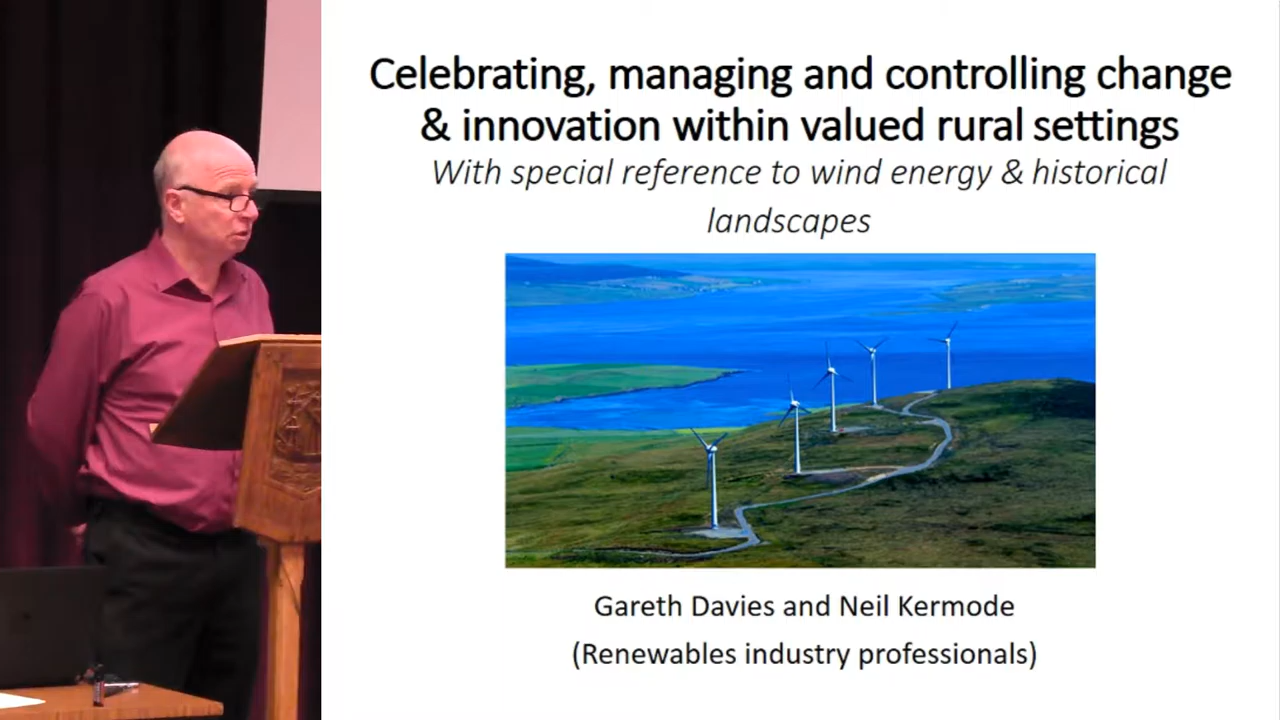 Celebrating, managing and controlling change
& innovation within valued rural settings
With special reference to wind energy & historical
landscapes
Gareth Davies and Neil Kermode
(Renewables industry professionals)